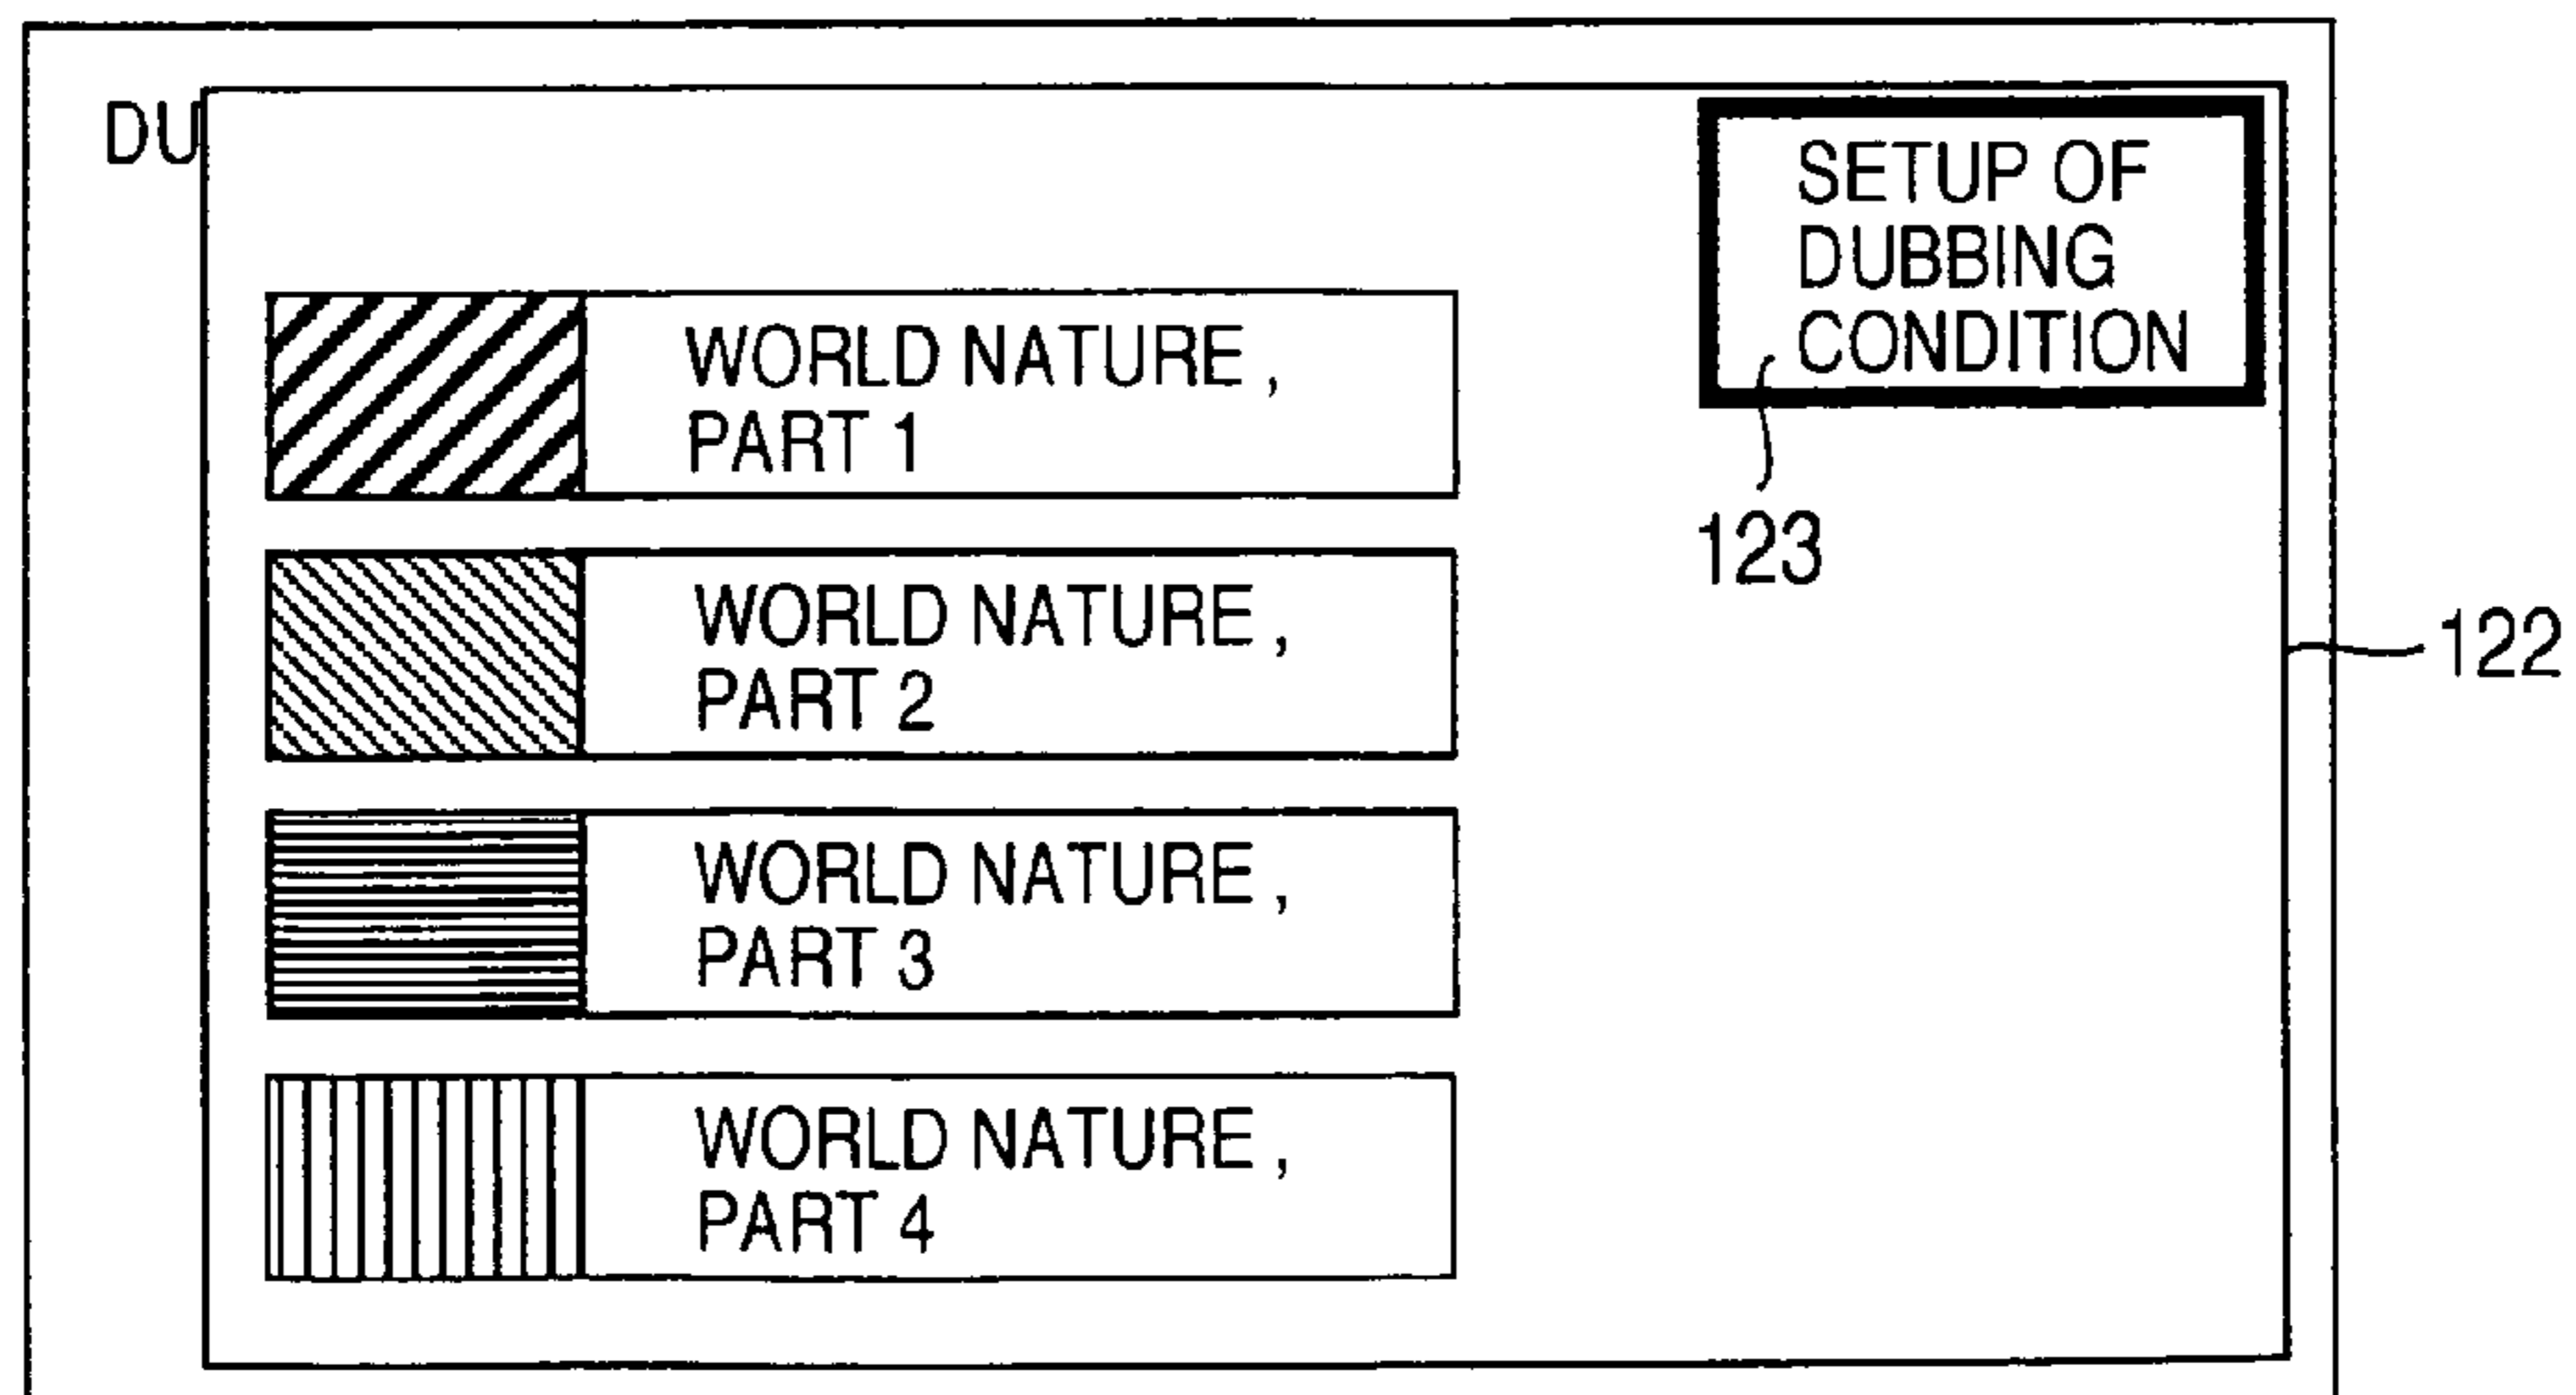 DU
SETUP OF
DUBBING
CONDITION
123
WORLD NATURE ,
PART 1
WORLD NATURE ,
PART 2
122
WORLD NATURE ,
PART 3
WORLD NATURE ,
PART 4